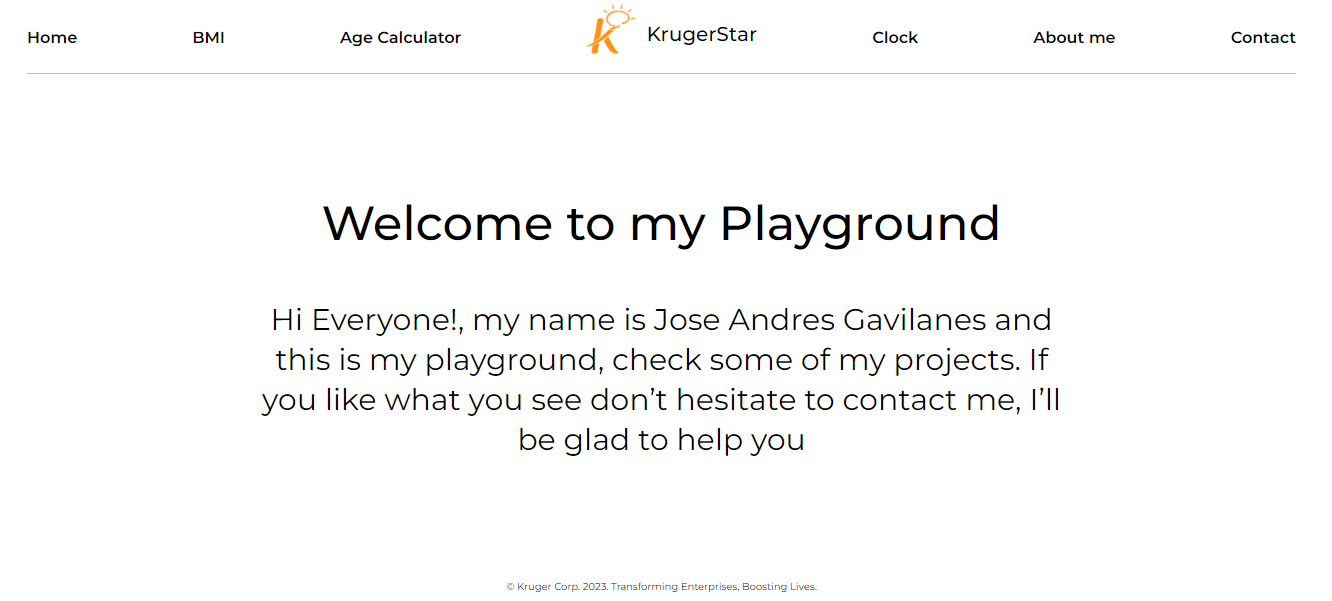 Home BMI Age Calculator KrugerStar Clock About me Contact
Welcome to my Playground
Hi Everyone!, my name is Jose Andres Gavilanes and
this is my playground, check some of my projects. If
you like what you see don’t hesitate to contact me, I’ll
be glad to help you
© Kruger Corp. 2023. Transforming Enterprises, Boosting Lives.